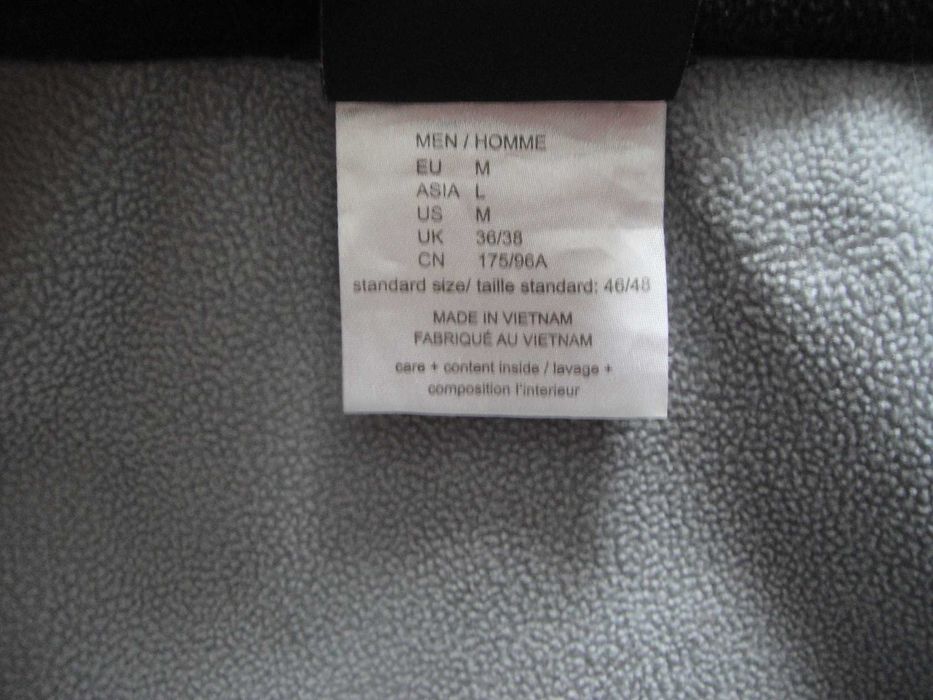 MEN / HOMME
EU M
ASIA L
US M
UK 36/38
CN 175/96A
standard size/ taille standard: 46/48
MADE IN VIETNAM
FABRIQUÉ AU VIETNAM
care + content inside / lavage +
composition l'interieur